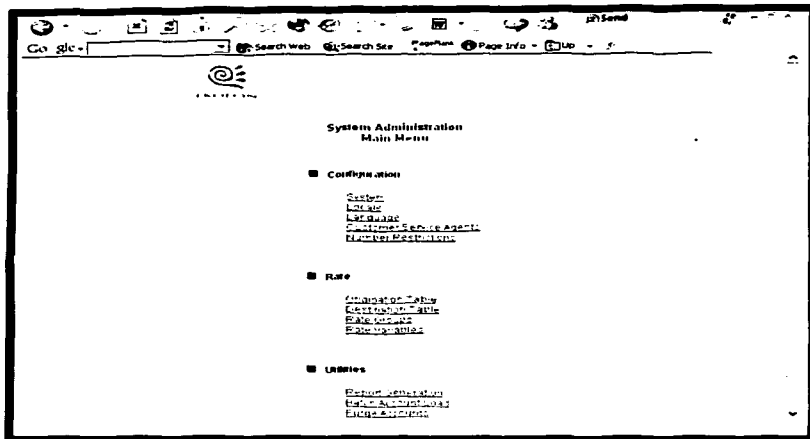 Send
Search Web Search Site Page Info Up
System Administration
Main Menu
Configuration
System
Locale
Language
Customer Service Agents
Number Restrictions
Rate
Origination Table
Destination Table
Rate Groups
Rate Variables
Utilities
Report Generation
Batch Account Load
Purge Accounts